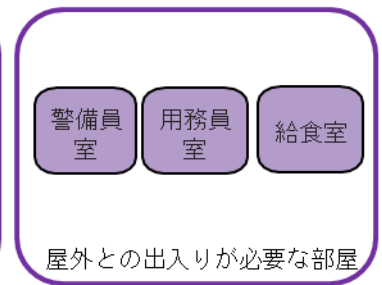 警備員
室
用務員
室
給食室
屋外との出入りが必要な部屋